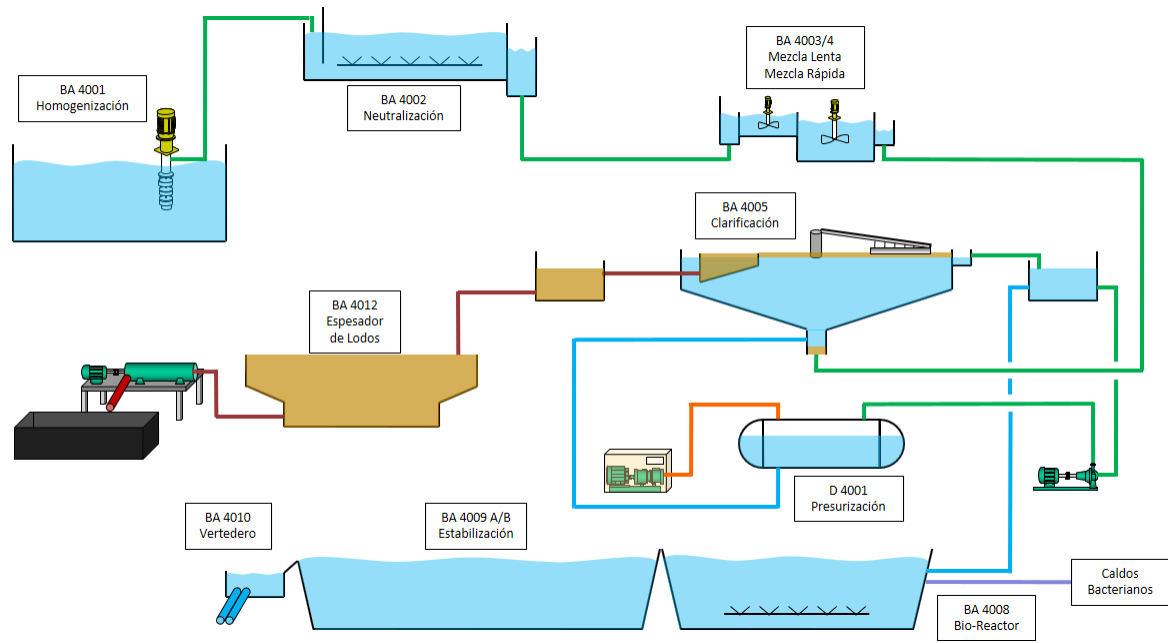 BA 4001
Homogenización
BA 4002
Neutralización
BA 4003/4
Mezcla Lenta
Mezcla Rápida
BA 4005
Clarificación
BA 4012
Espesador
de Lodos
D 4001
Presurización
BA 4010
Vertedero
BA 4009 A/B
Estabilización
BA 4008
Bio-Reactor
Caldos
Bacterianos